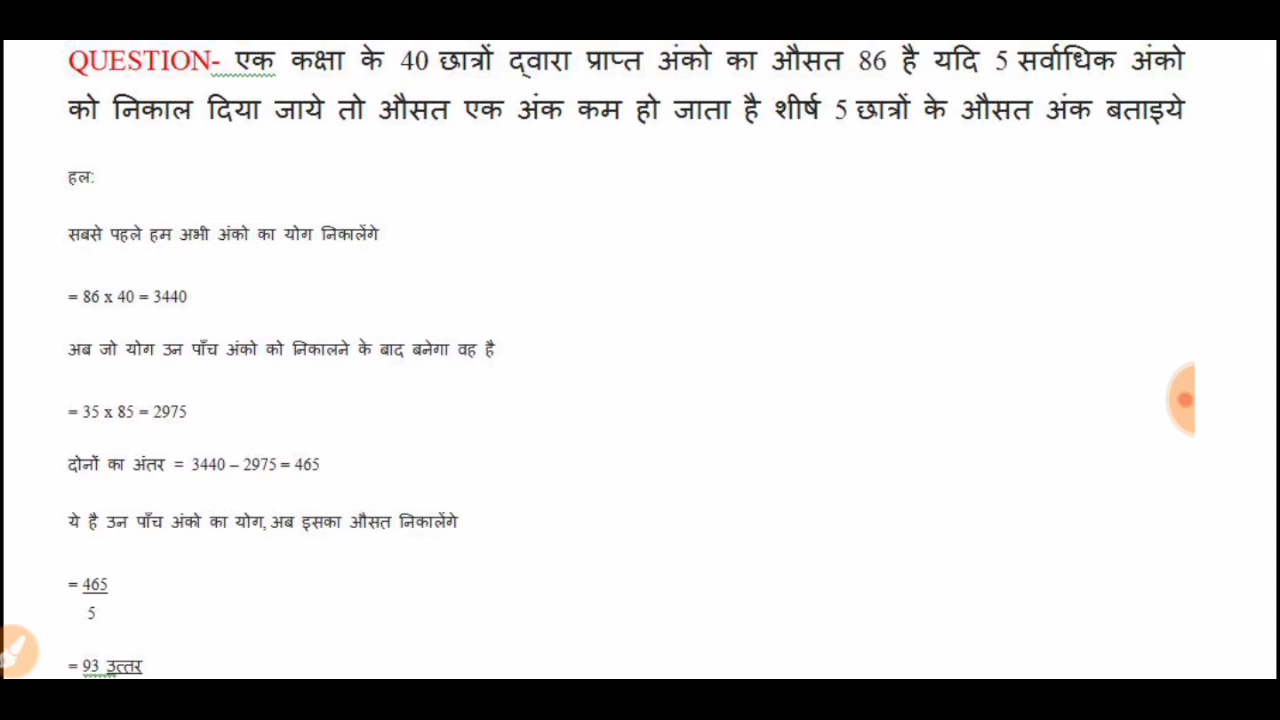 QUESTION- एक कक्षा के 40 छात्रों द्वारा प्राप्त अंको का औसत 86 है यदि 5 सर्वाधिक अंको
को निकाल दिया जाये तो औसत एक अंक कम हो जाता है शीर्ष 5 छात्रों के औसत अंक बताइये
हल:
सबसे पहले हम अभी अंको का योग निकालेंगे
= 86 x 40 = 3440
अब जो योग उन पाँच अंको को निकालने के बाद बनेगा वह है
= 35 x 85 = 2975
दोनों का अंतर = 3440 – 2975 = 465
ये है उन पाँच अंको का योग, अब इसका औसत निकालेंगे
= 465
5
= 93 उत्तर